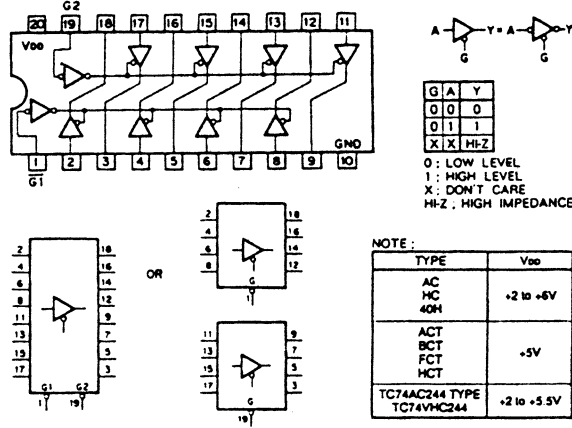 G2
20 19 18 17 16 15 14 13 12 11
VDD
GND
1 2 3 4 5 6 7 8 9 10
G1
A Y = A Y
G G
G A Y
0 0 0
0 1 1
X X HI-Z
0 ; LOW LEVEL
1 ; HIGH LEVEL
X ; DON'T CARE
HI-Z ; HIGH IMPEDANCE
2 18
4 16
6 14
8 12
11 9
13 7
15 5
17 3
G1 G2
1 19
OR
2 18
4 16
6 14
8 12
G
1
11 9
13 7
15 5
17 3
G
19
NOTE ;
TYPE VDD
AC
HC +2 to +6V
40H
ACT
BCT +5V
FCT
HCT
TC74AC244 TYPE +2 to +5.5V
TC74VHC244